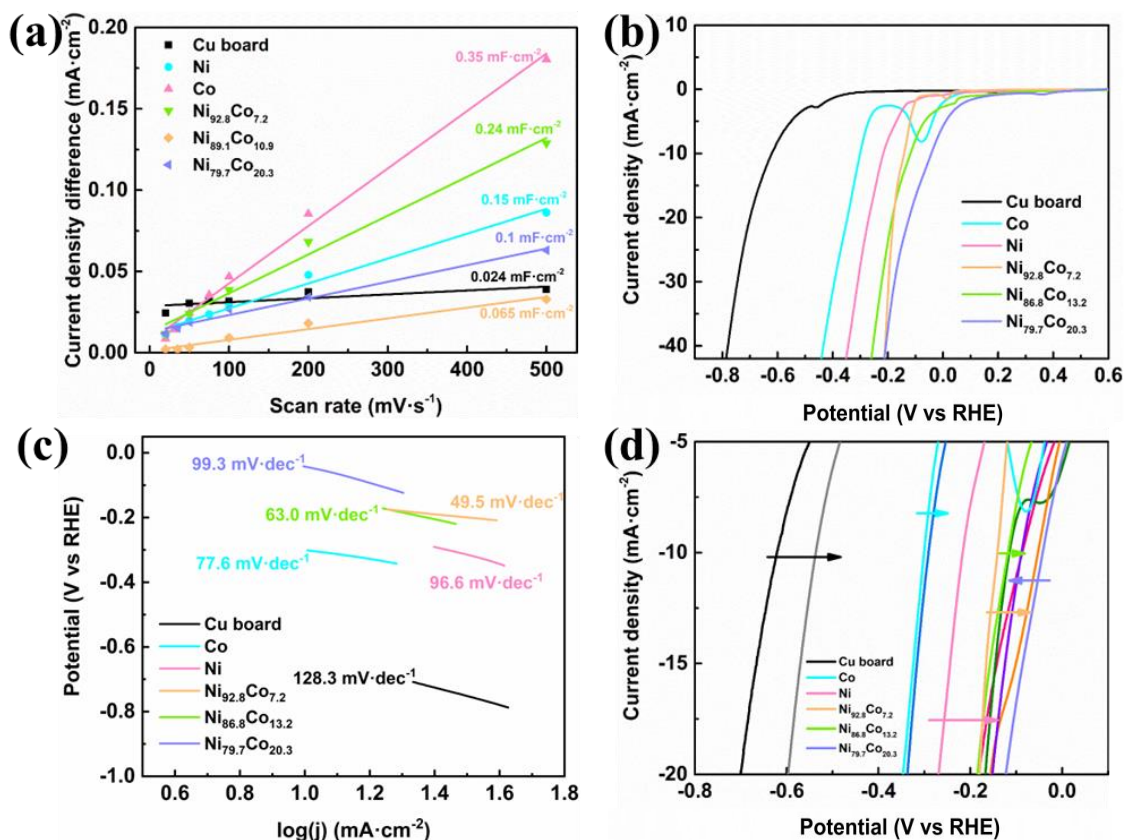 (a)
0.20
0.15
0.10
0.05
0.00
Current density difference (mA·cm⁻²)
Cu board
Ni
Co
Ni₉₂.₈Co₇.₂
Ni₈₉.₁Co₁₀.₉
Ni₇₉.₇Co₂₀.₃
0.35 mF·cm⁻²
0.24 mF·cm⁻²
0.15 mF·cm⁻²
0.1 mF·cm⁻²
0.024 mF·cm⁻²
0.065 mF·cm⁻²
0 100 200 300 400 500
Scan rate (mV·s⁻¹)
(b)
10
0
-10
-20
-30
-40
Current density (mA·cm⁻²)
Cu board
Co
Ni
Ni₉₂.₈Co₇.₂
Ni₈₆.₈Co₁₃.₂
Ni₇₉.₇Co₂₀.₃
-0.8 -0.6 -0.4 -0.2 0.0 0.2 0.4 0.6
Potential (V vs RHE)
(c)
0.0
-0.2
-0.4
-0.6
-0.8
-1.0
Potential (V vs RHE)
99.3 mV·dec⁻¹
49.5 mV·dec⁻¹
63.0 mV·dec⁻¹
77.6 mV·dec⁻¹
96.6 mV·dec⁻¹
128.3 mV·dec⁻¹
Cu board
Co
Ni
Ni₉₂.₈Co₇.₂
Ni₈₆.₈Co₁₃.₂
Ni₇₉.₇Co₂₀.₃
0.6 0.8 1.0 1.2 1.4 1.6 1.8
log(j) (mA·cm⁻²)
(d)
-5
-10
-15
-20
Current density (mA·cm⁻²)
Cu board
Co
Ni
Ni₉₂.₈Co₇.₂
Ni₈₆.₈Co₁₃.₂
Ni₇₉.₇Co₂₀.₃
-0.8 -0.6 -0.4 -0.2 0.0
Potential (V vs RHE)